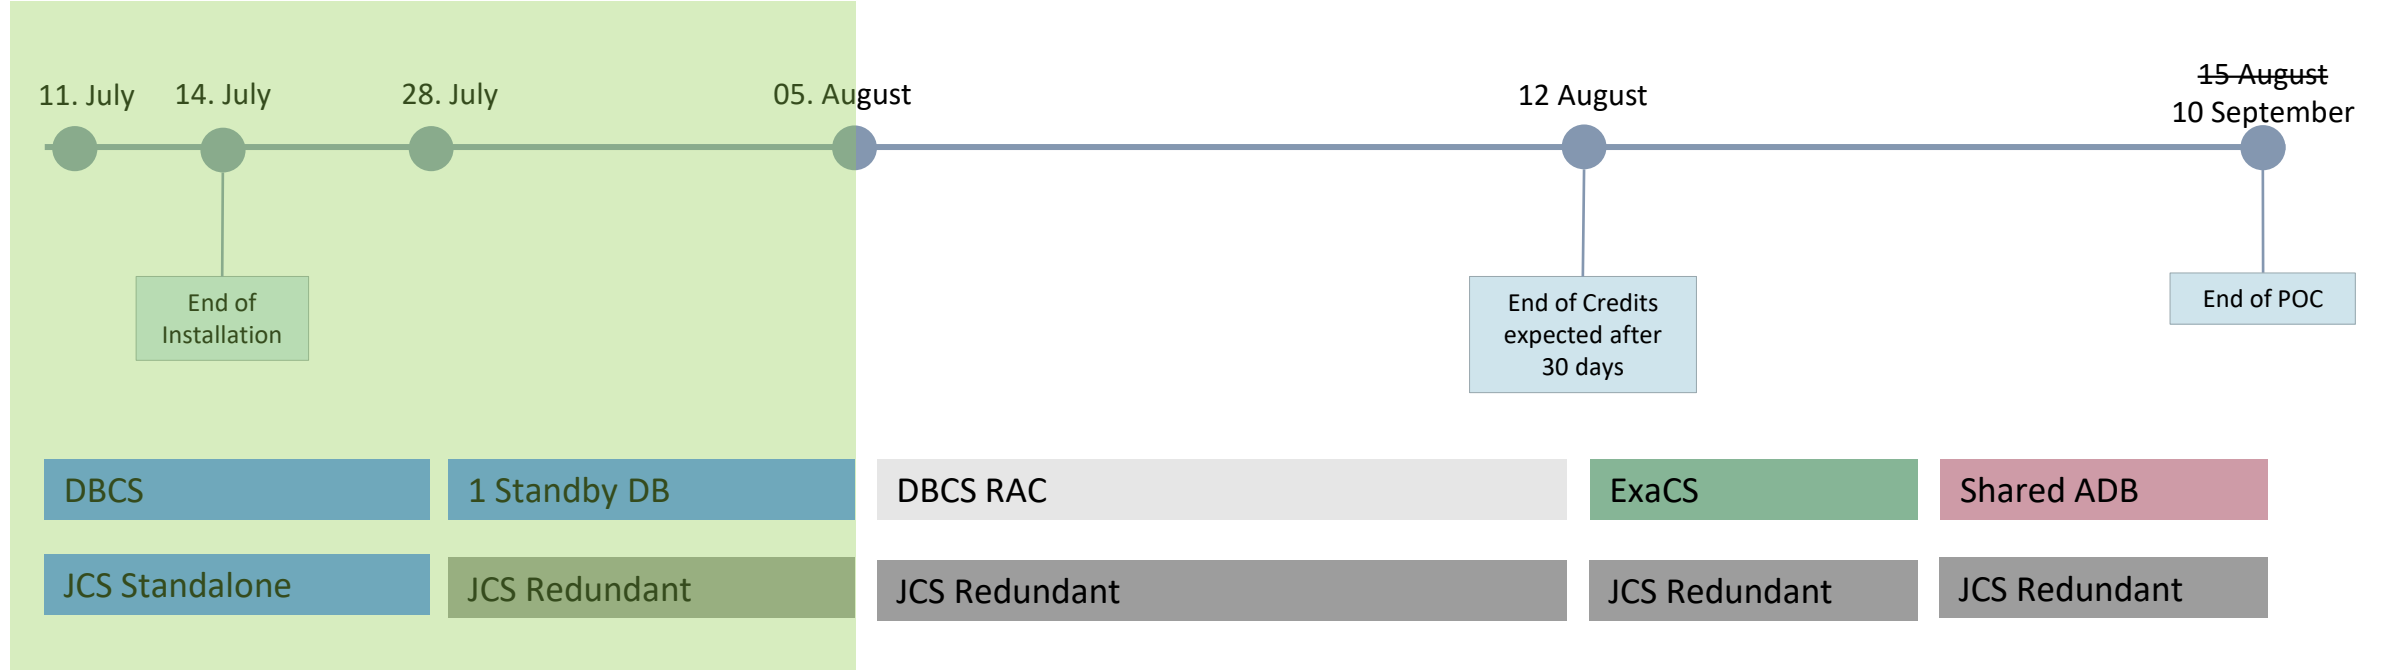 11. July
14. July
28. July
05. August
12 August
15 August
10 September
End of
Installation
End of Credits
expected after
30 days
End of POC
DBCS
1 Standby DB
DBCS RAC
ExaCS
Shared ADB
JCS Standalone
JCS Redundant
JCS Redundant
JCS Redundant
JCS Redundant